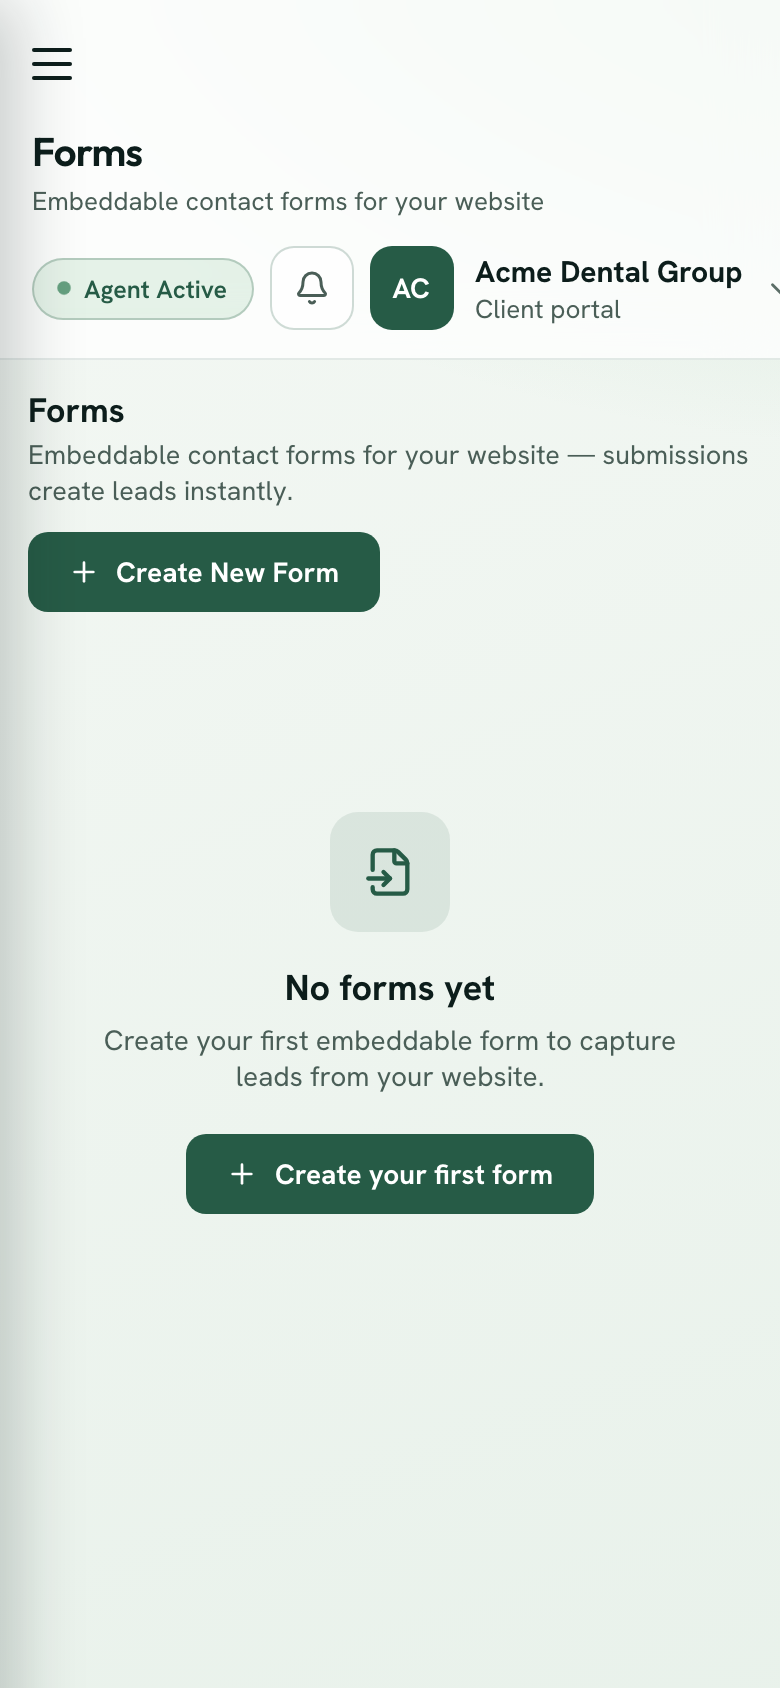 Forms
Embeddable contact forms for your website
Agent Active
AC
Acme Dental Group
Client portal
Forms
Embeddable contact forms for your website — submissions
create leads instantly.
Create New Form
No forms yet
Create your first embeddable form to capture
leads from your website.
Create your first form